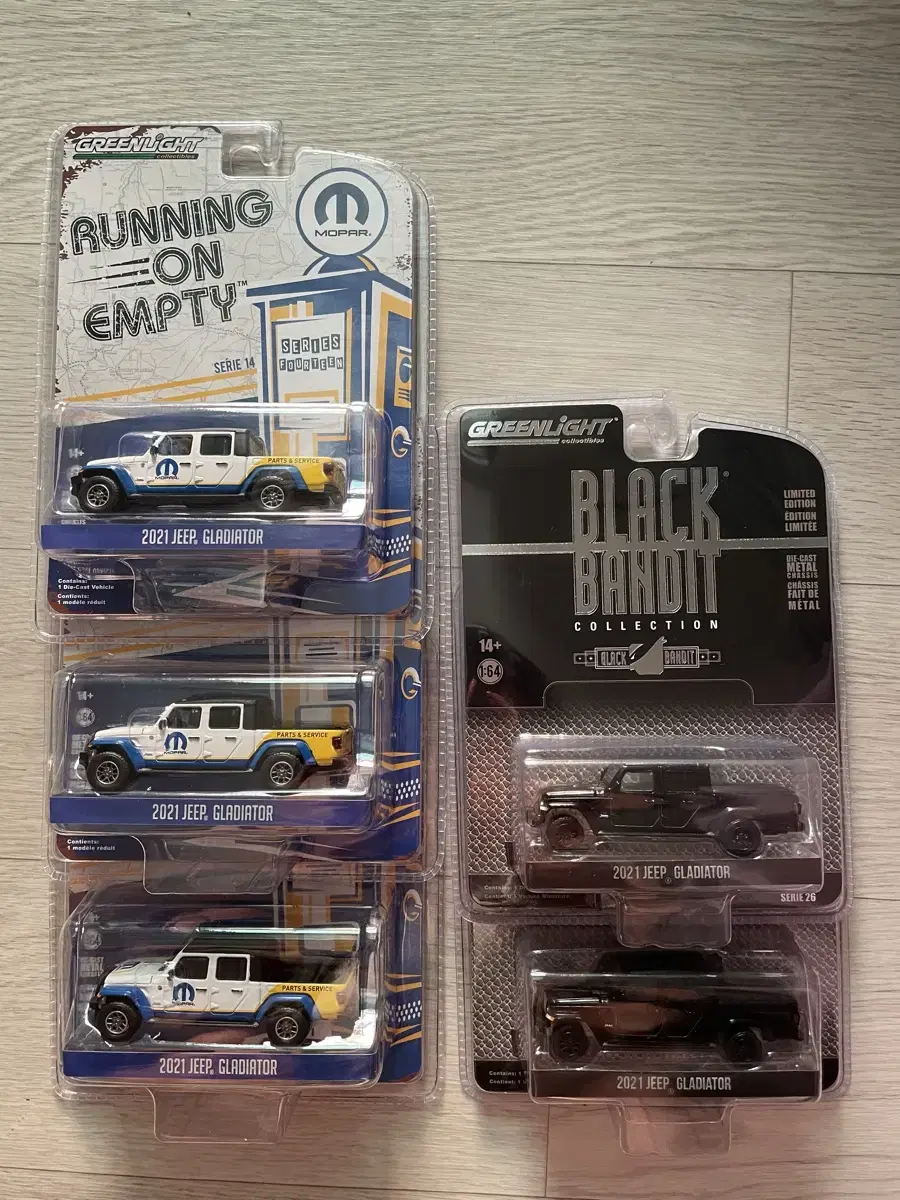 GREENLiGHT
collectibles
RUNNiNG
ON
EMPTY™
MOPAR®
SERIES
FOURTEEN
SERIE 14
14+
MOPAR
PARTS & SERVICE
2021 JEEP® GLADIATOR
Contains:
1 Die-Cast Vehicle
Contenu:
1 modèle réduit
14+
MOPAR
PARTS & SERVICE
2021 JEEP® GLADIATOR
Contenu:
1 modèle réduit
MOPAR
PARTS & SERVICE
2021 JEEP® GLADIATOR
GREENLiGHT®
collectibles
BLACK®
BANDIT
COLLECTION
BLACK BANDIT
LIMITED
EDITION
ÉDITION
LIMITÉE
DIE-CAST
METAL
CHASSIS
CHÂSSIS
FAIT DE
MÉTAL
14+
1:64
2021 JEEP® GLADIATOR
SERIE 26
2021 JEEP® GLADIATOR